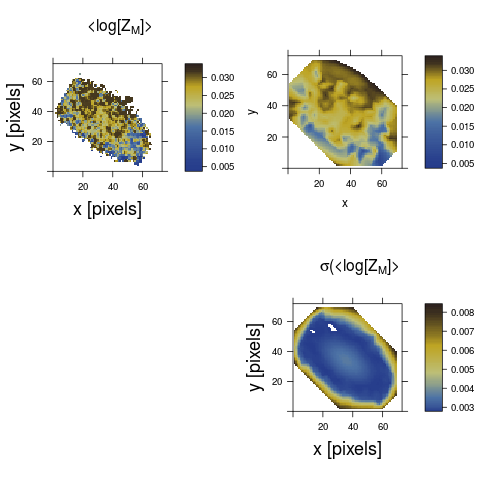 <log[Z_M]>
y [pixels]
60
40
20
20 40 60
x [pixels]
0.030
0.025
0.020
0.015
0.010
0.005
y
60
40
20
20 40 60
x
0.030
0.025
0.020
0.015
0.010
0.005
σ(<log[Z_M]>
y [pixels]
60
40
20
20 40 60
x [pixels]
0.008
0.007
0.006
0.005
0.004
0.003